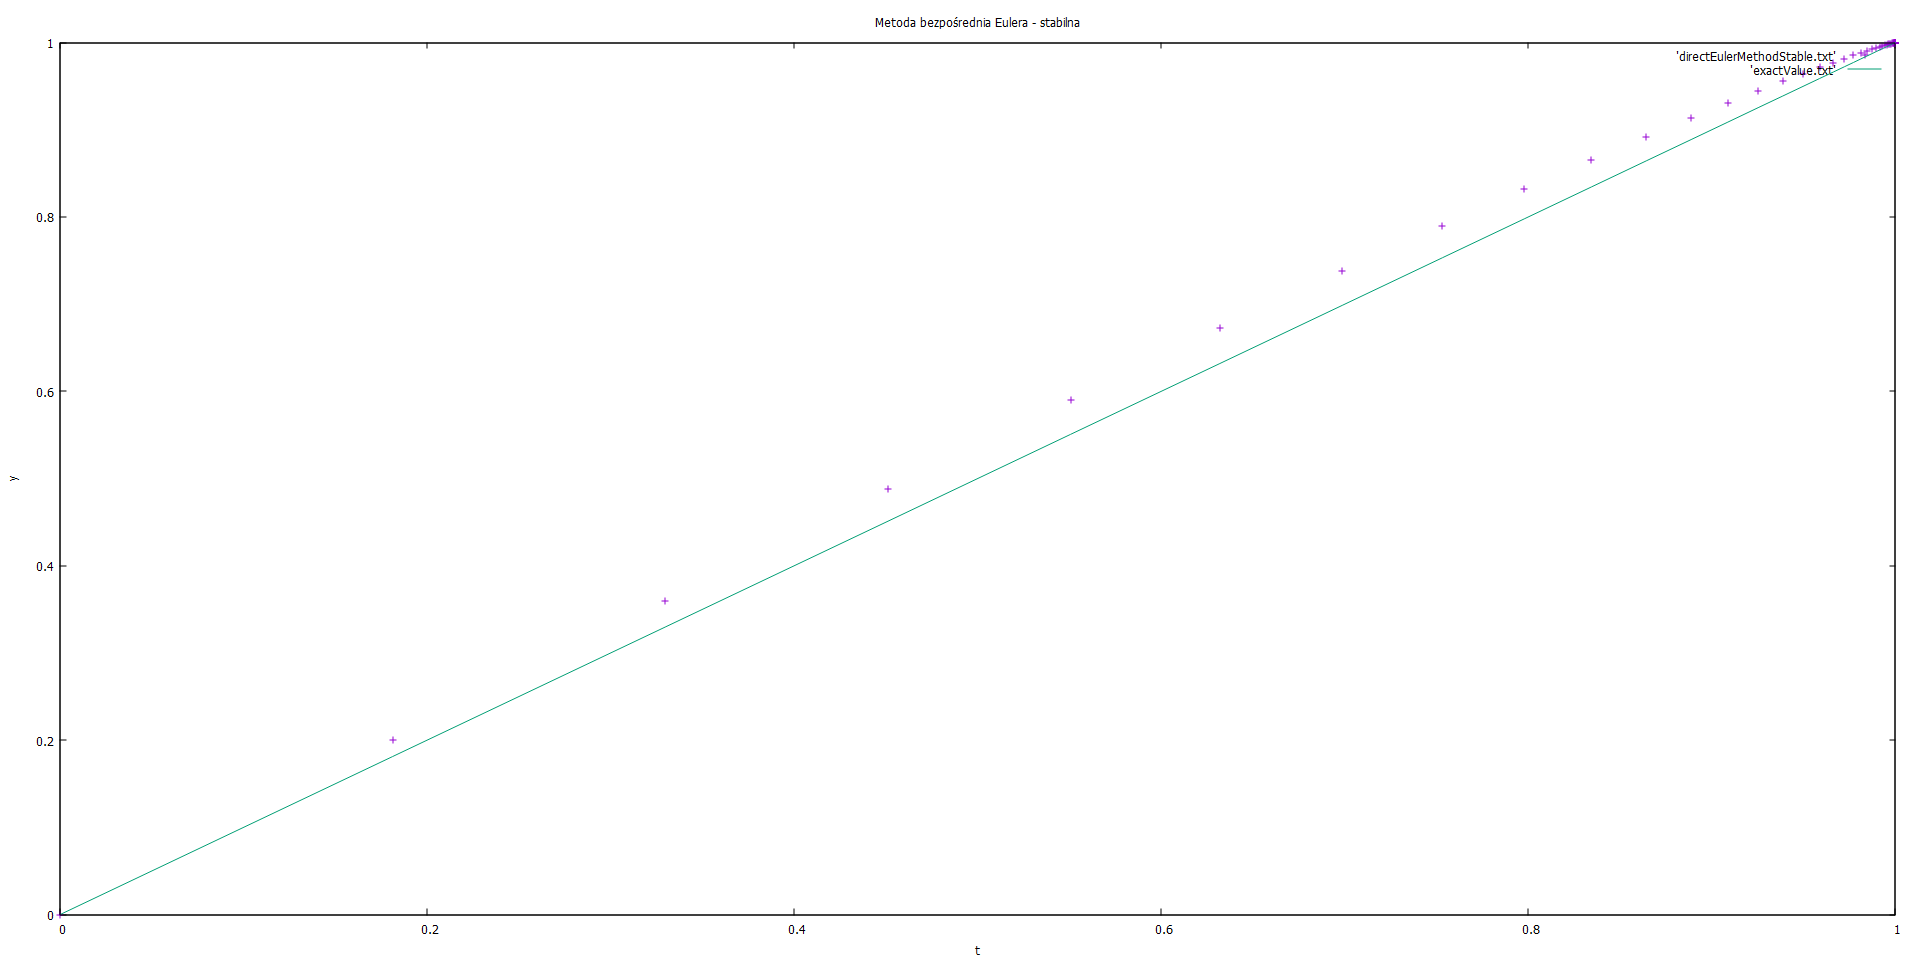 Metoda bezpośrednia Eulera - stabilna
1
'directEulerMethodStable.txt'
'exactValue.txt'
0.8
0.6
y
0.4
0.2
0
0 0.2 0.4 0.6 0.8 1
t